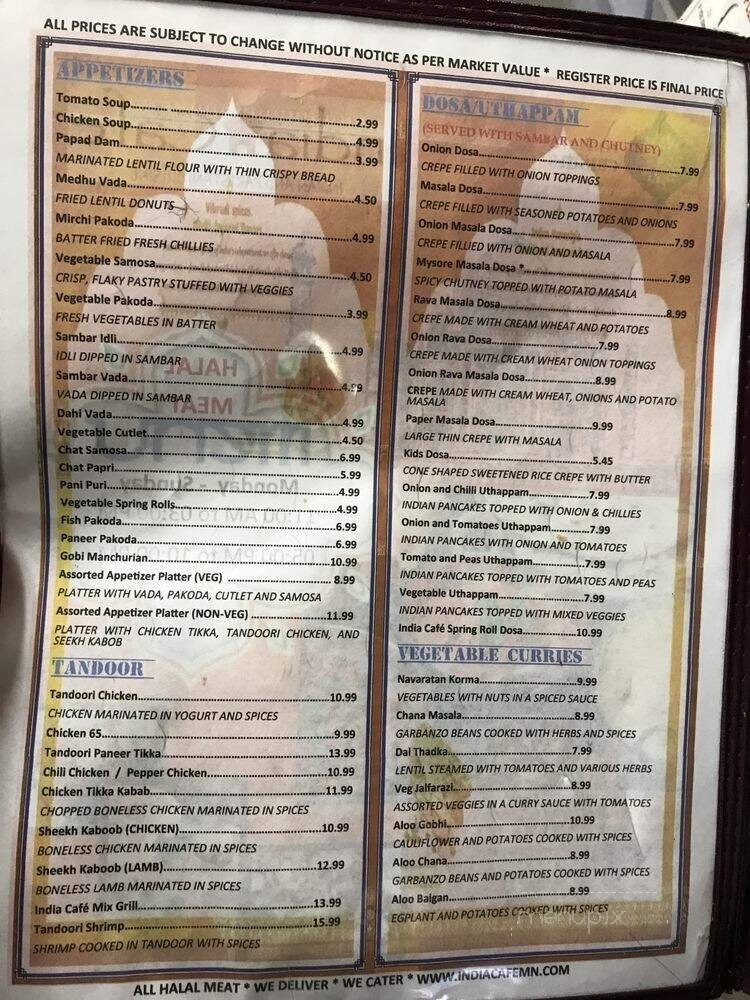 ALL PRICES ARE SUBJECT TO CHANGE WITHOUT NOTICE AS PER MARKET VALUE * REGISTER PRICE IS FINAL PRICE
APPETIZERS
Tomato Soup........... ...........2.99
Chicken Soup...........4.99
Papad Dam...........3.99
MARINATED LENTIL FLOUR WITH THIN CRISPY BREAD
Medhu Vada...........4.50
FRIED LENTIL DONUTS
Mirchi Pakoda...........4.99
BATTER FRIED FRESH CHILLIES
Vegetable Samosa...........4.50
CRISP, FLAKY PASTRY STUFFED WITH VEGGIES
Vegetable Pakoda...........3.99
FRESH VEGETABLES IN BATTER
Sambar Idli...........4.99
IDLI DIPPED IN SAMBAR
Sambar Vada...........4.99
VADA DIPPED IN SAMBAR
Dahi Vada...........4.99
Vegetable Cutlet...........4.50
Chat Samosa...........6.99
Chat Papri...........5.99
Pani Puri...........4.99
Vegetable Spring Rolls...........4.99
Fish Pakoda...........6.99
Paneer Pakoda...........6.99
Gobi Manchurian...........10.99
Assorted Appetizer Platter (VEG) ...........8.99
PLATTER WITH VADA, PAKODA, CUTLET AND SAMOSA
Assorted Appetizer Platter (NON-VEG) ...........11.99
PLATTER WITH CHICKEN TIKKA, TANDOORI CHICKEN, AND
SEEKH KABOB
TANDOOR
Tandoori Chicken...........10.99
CHICKEN MARINATED IN YOGURT AND SPICES
Chicken 65...........9.99
Tandoori Paneer Tikka...........13.99
Chili Chicken / Pepper Chicken...........10.99
Chicken Tikka Kabab...........11.99
CHOPPED BONELESS CHICKEN MARINATED IN SPICES
Sheekh Kaboob (CHICKEN)...........10.99
BONELESS CHICKEN MARINATED IN SPICES
Sheekh Kaboob (LAMB)...........12.99
BONELESS LAMB MARINATED IN SPICES
India Café Mix Grill...........13.99
Tandoori Shrimp...........15.99
SHRIMP COOKED IN TANDOOR WITH SPICES
DOSA/UTHAPPAM
(SERVED WITH SAMBAR AND CHUTNEY)
Onion Dosa...........7.99
CREPE FILLED WITH ONION TOPPINGS
Masala Dosa...........7.99
CREPE FILLED WITH SEASONED POTATOES AND ONIONS
Onion Masala Dosa...........7.99
CREPE FILLIED WITH ONION AND MASALA
Mysore Masala Dosa *...........7.99
SPICY CHUTNEY TOPPED WITH POTATO MASALA
Rava Masala Dosa...........8.99
CREPE MADE WITH CREAM WHEAT AND POTATOES
Onion Rava Dosa...........7.99
CREPE MADE WITH CREAM WHEAT ONION TOPPINGS
Onion Rava Masala Dosa...........8.99
CREPE MADE WITH CREAM WHEAT, ONIONS AND POTATO
MASALA
Paper Masala Dosa...........9.99
LARGE THIN CREPE WITH MASALA
Kids Dosa...........5.45
CONE SHAPED SWEETENED RICE CREPE WITH BUTTER
Onion and Chilli Uthappam...........7.99
INDIAN PANCAKES TOPPED WITH ONION & CHILLIES
Onion and Tomatoes Uthappam...........7.99
INDIAN PANCAKES WITH ONION AND TOMATOES
Tomato and Peas Uthappam...........7.99
INDIAN PANCAKES TOPPED WITH TOMATOES AND PEAS
Vegetable Uthappam...........7.99
INDIAN PANCAKES TOPPED WITH MIXED VEGGIES
India Café Spring Roll Dosa...........10.99
VEGETABLE CURRIES
Navaratan Korma...........9.99
VEGETABLES WITH NUTS IN A SPICED SAUCE
Chana Masala...........8.99
GARBANZO BEANS COOKED WITH HERBS AND SPICES
Dal Thadka...........7.99
LENTIL STEAMED WITH TOMATOES AND VARIOUS HERBS
Veg Jalfarazi...........8.99
ASSORTED VEGGIES IN A CURRY SAUCE WITH TOMATOES
Aloo Gobhi...........10.99
CAULIFLOWER AND POTATOES COOKED WITH SPICES
Aloo Chana...........8.99
GARBANZO BEANS AND POTATOES COOKED WITH SPICES
Aloo Baigan...........8.99
EGPLANT AND POTATOES COOKED WITH SPICES
ALL HALAL MEAT * WE DELIVER * WE CATER * WWW.INDIACAFEMN.COM